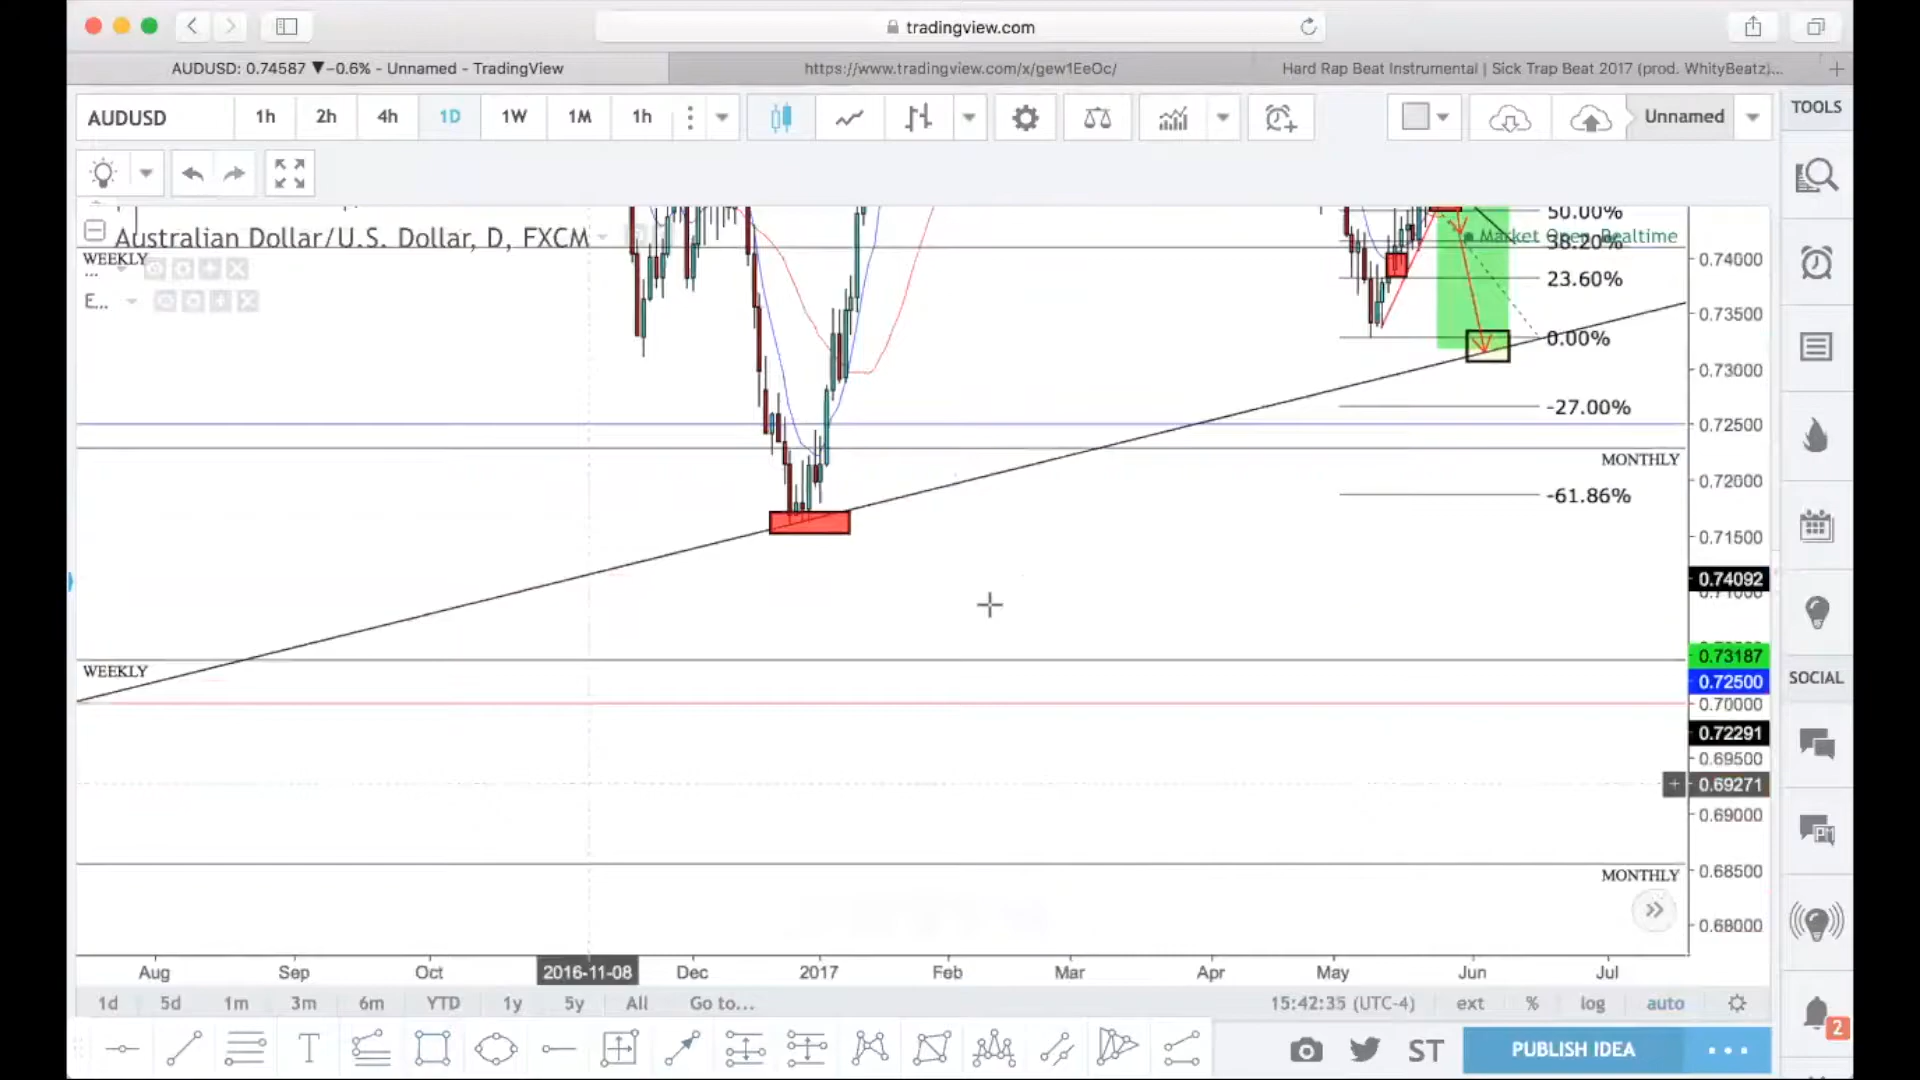 tradingview.com
AUDUSD: 0.74587 ▼−0.6% - Unnamed - TradingView
https://www.tradingview.com/x/gew1EeOc/
Hard Rap Beat Instrumental | Sick Trap Beat 2017 (prod. WhityBeatz)...
AUDUSD 1h 2h 4h 1D 1W 1M 1h Unnamed
TOOLS
Australian Dollar/U.S. Dollar, D, FXCM
Market Open, Realtime
WEEKLY
...
E...
50.00%
38.20%
23.60%
0.00%
-27.00%
-61.86%
MONTHLY
WEEKLY
MONTHLY
0.74000
0.73500
0.73000
0.72500
0.72000
0.71500
0.74092
0.71000
0.73187
0.72500
0.70000
0.72291
0.69500
0.69271
0.69000
0.68500
0.68000
SOCIAL
PM
2
Aug Sep Oct 2016-11-08 Dec 2017 Feb Mar Apr May Jun Jul
1d 5d 1m 3m 6m YTD 1y 5y All Go to... 15:42:35 (UTC-4) ext % log auto
T ST PUBLISH IDEA